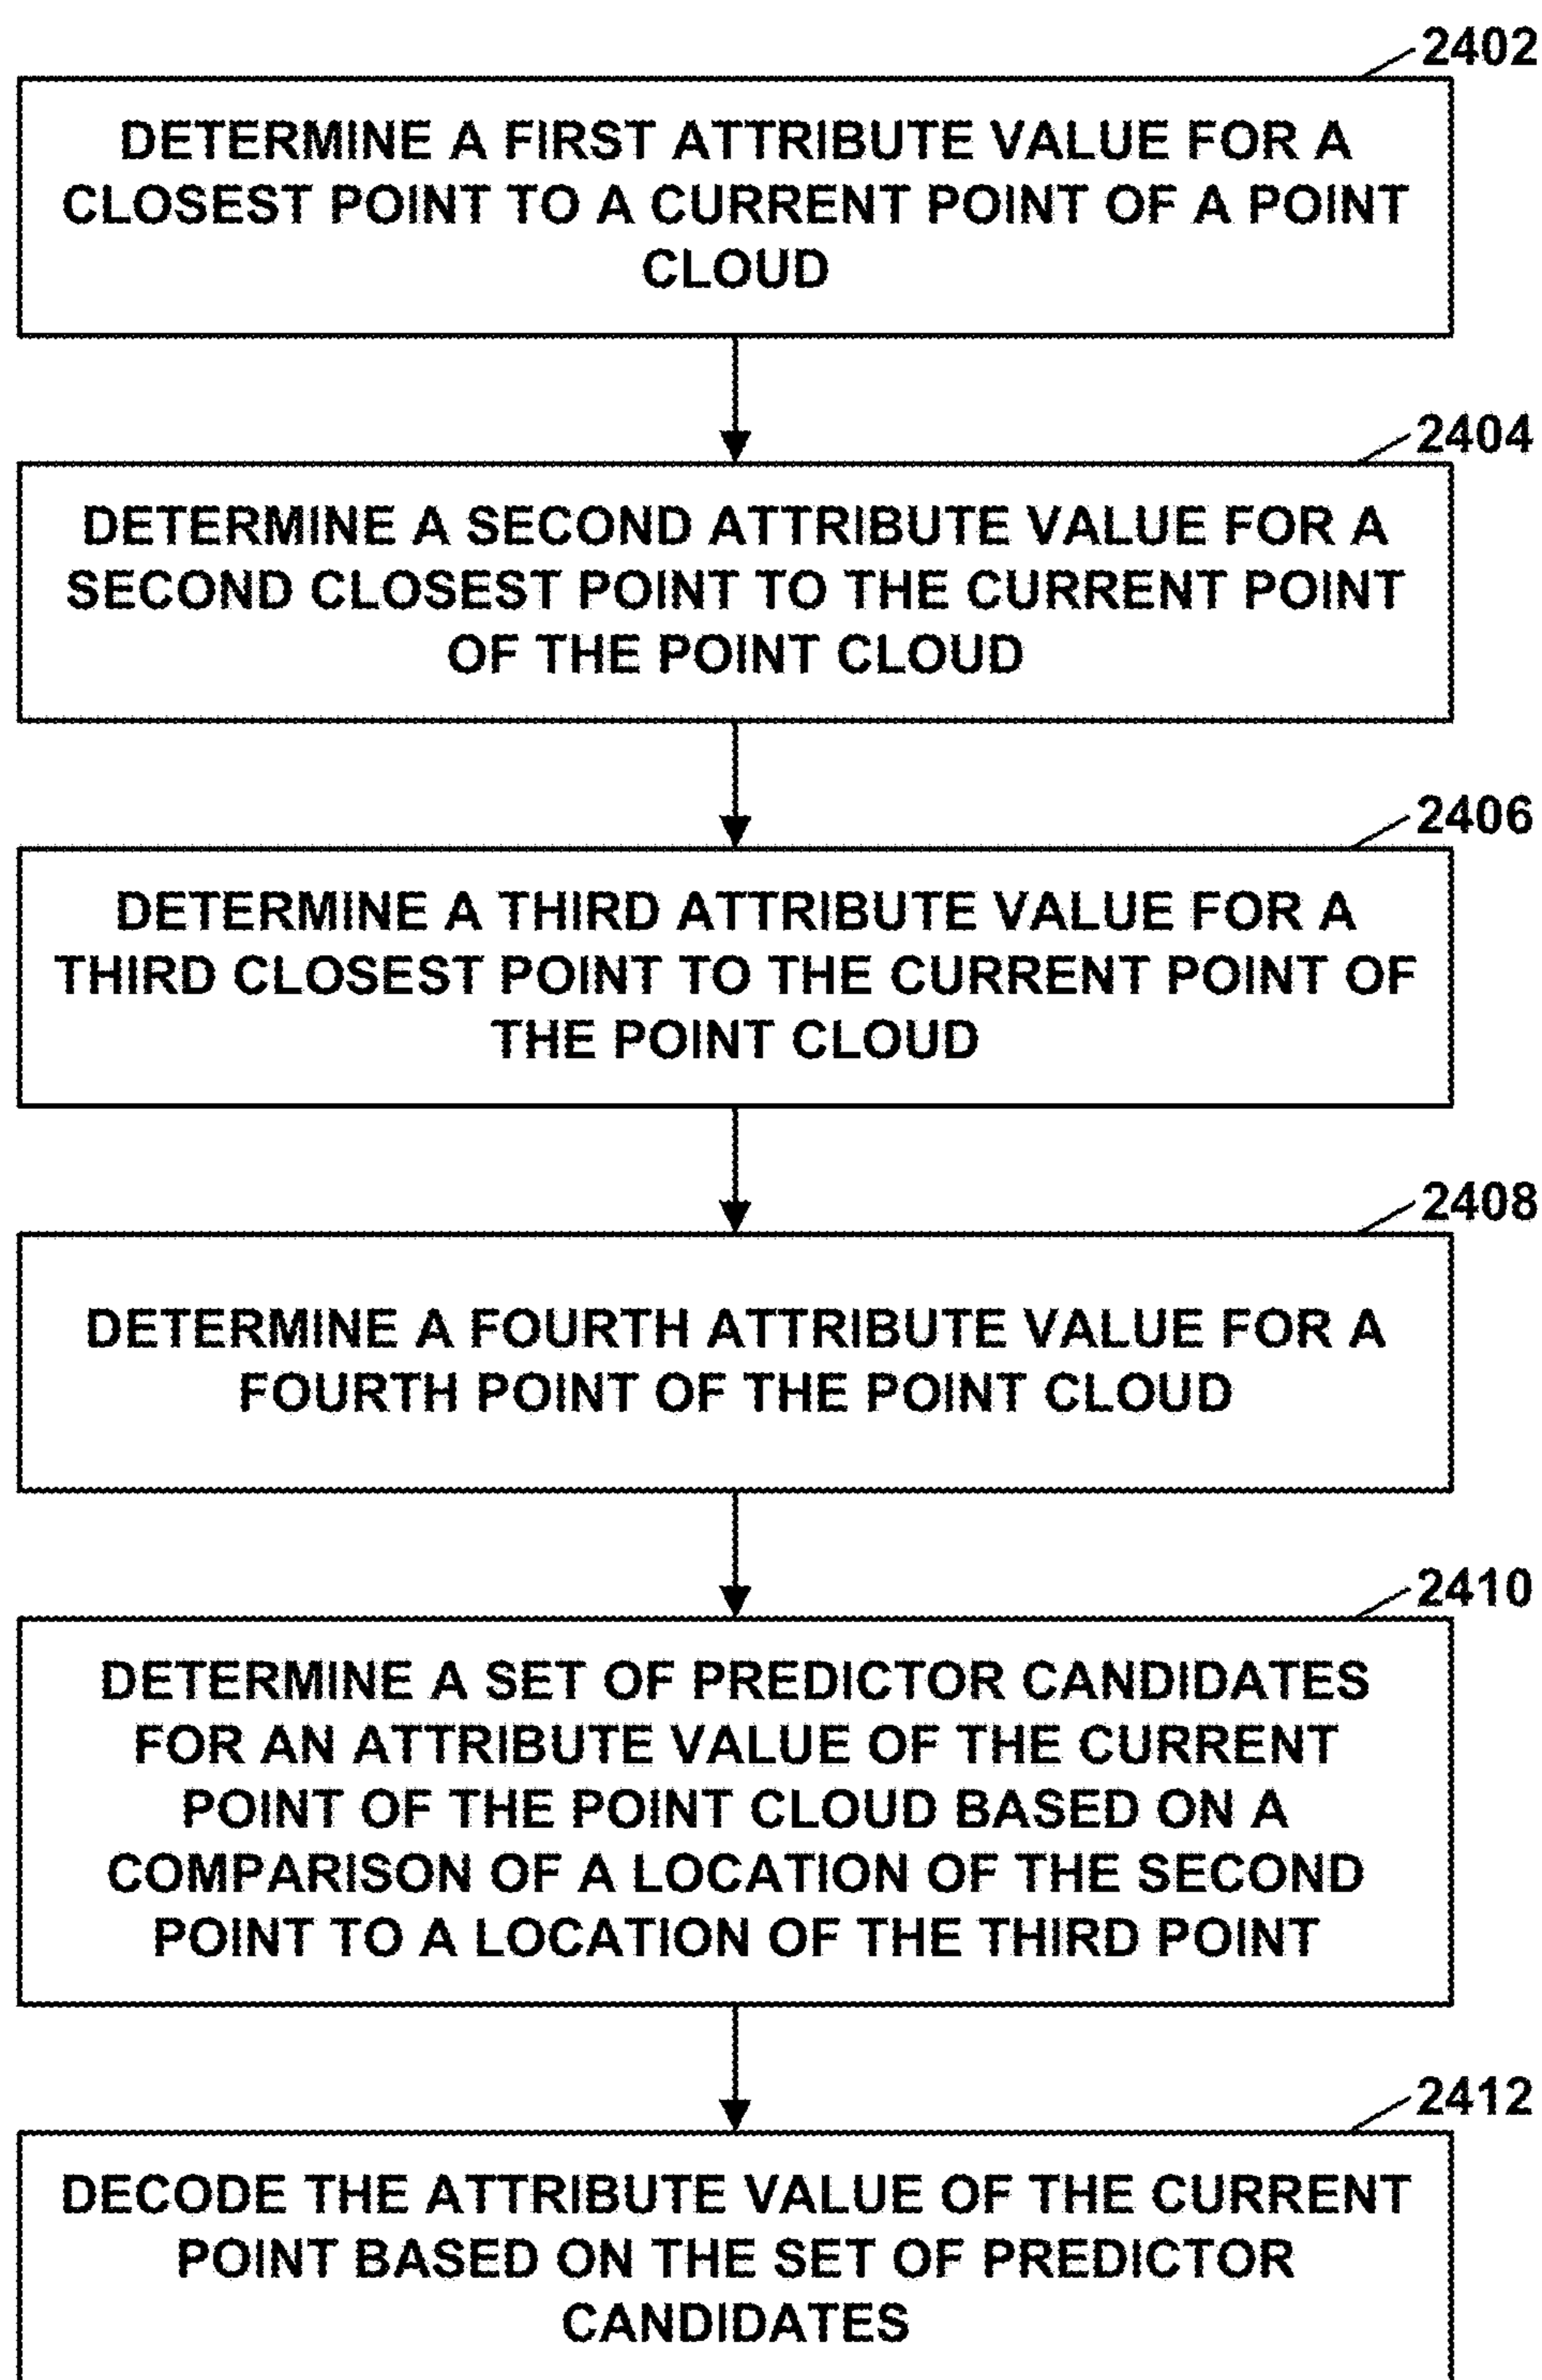 2402
DETERMINE A FIRST ATTRIBUTE VALUE FOR A
CLOSEST POINT TO A CURRENT POINT OF A POINT
CLOUD
2404
DETERMINE A SECOND ATTRIBUTE VALUE FOR A
SECOND CLOSEST POINT TO THE CURRENT POINT
OF THE POINT CLOUD
2406
DETERMINE A THIRD ATTRIBUTE VALUE FOR A
THIRD CLOSEST POINT TO THE CURRENT POINT OF
THE POINT CLOUD
2408
DETERMINE A FOURTH ATTRIBUTE VALUE FOR A
FOURTH POINT OF THE POINT CLOUD
2410
DETERMINE A SET OF PREDICTOR CANDIDATES
FOR AN ATTRIBUTE VALUE OF THE CURRENT
POINT OF THE POINT CLOUD BASED ON A
COMPARISON OF A LOCATION OF THE SECOND
POINT TO A LOCATION OF THE THIRD POINT
2412
DECODE THE ATTRIBUTE VALUE OF THE CURRENT
POINT BASED ON THE SET OF PREDICTOR
CANDIDATES